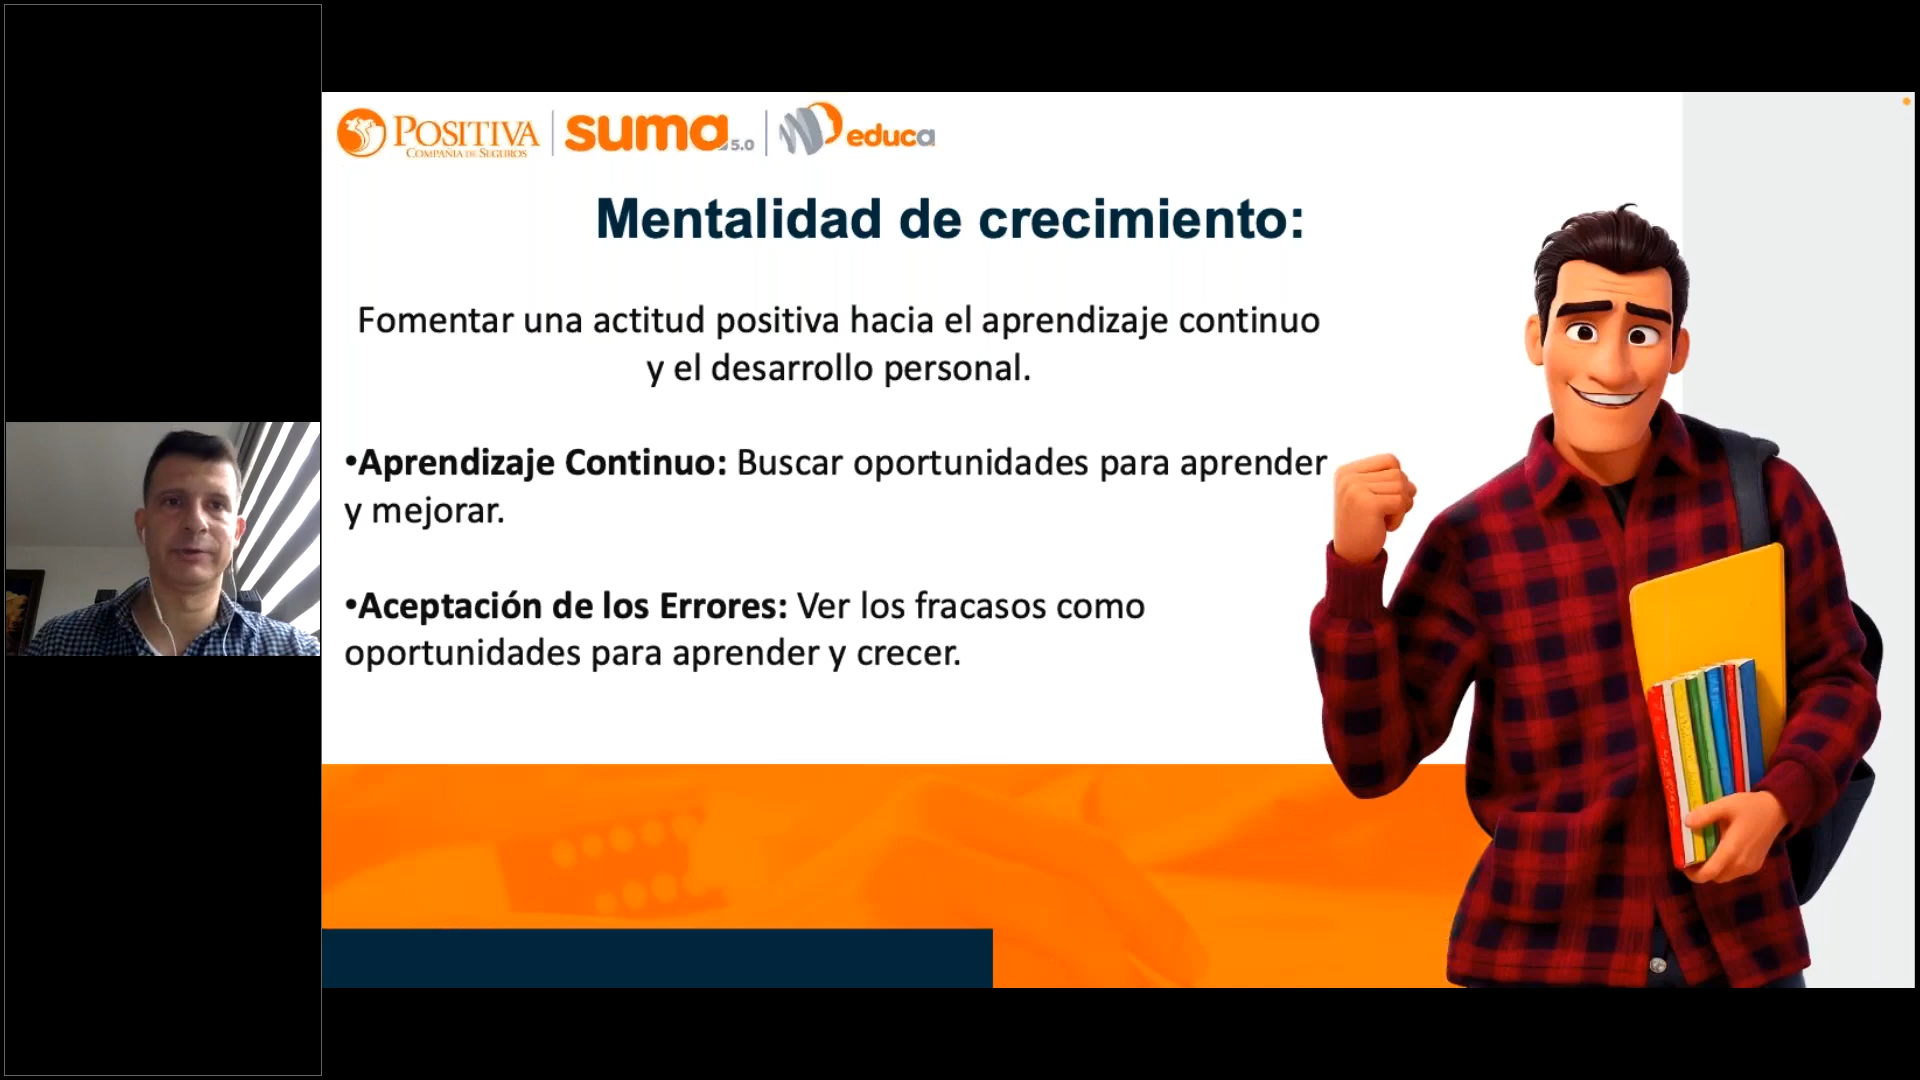 POSITIVA
COMPAÑIA DE SEGUROS
suma 5.0
educa
Mentalidad de crecimiento:
Fomentar una actitud positiva hacia el aprendizaje continuo
y el desarrollo personal.
•Aprendizaje Continuo: Buscar oportunidades para aprender
y mejorar.
•Aceptación de los Errores: Ver los fracasos como
oportunidades para aprender y crecer.